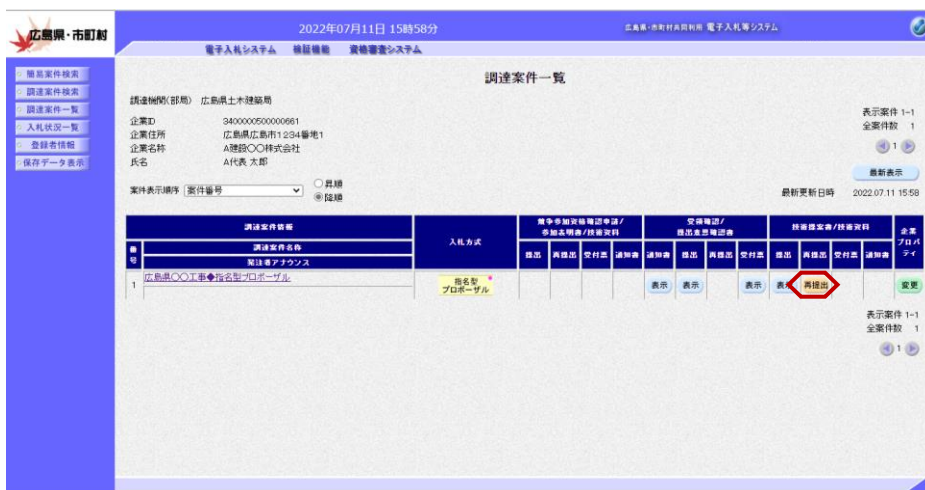 広島県・市町村
2022年07月11日 15時58分
広島県・市町村共同利用 電子入札等システム
電子入札システム 検証機能 資格審査システム
簡易案件検索
調達案件検索
調達案件一覧
入札状況一覧
登録者情報
保存データ表示
調達案件一覧
調達機関(部局) 広島県土木建築局
企業ID 3400000500000661
企業住所 広島県広島市1234番地1
企業名称 A建設〇〇株式会社
氏名 A代表 太郎
表示案件 1-1
全案件数 1
1
最新表示
案件表示順序 案件番号
昇順
降順
最新更新日時 2022.07.11 15:58
調達案件情報
番号
調達案件名称
発注者アナウンス
入札方式
競争参加資格確認申請/
参加表明書/技術資料
提出 再提出 受付票 通知書
受領確認/
提出意思確認書
通知書 提出 再提出 受付票
技術提案書/技術資料
提出 再提出 受付票 通知書
企業
プロパ
ティ
1
広島県〇〇工事◆指名型プロポーザル
指名型
プロポーザル
表示 表示 表示 表示 再提出 変更
表示案件 1-1
全案件数 1
1